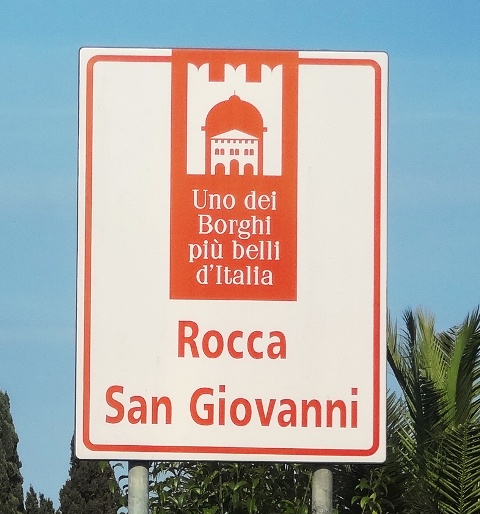 Uno dei
Borghi
più belli
d'Italia
Rocca
San Giovanni